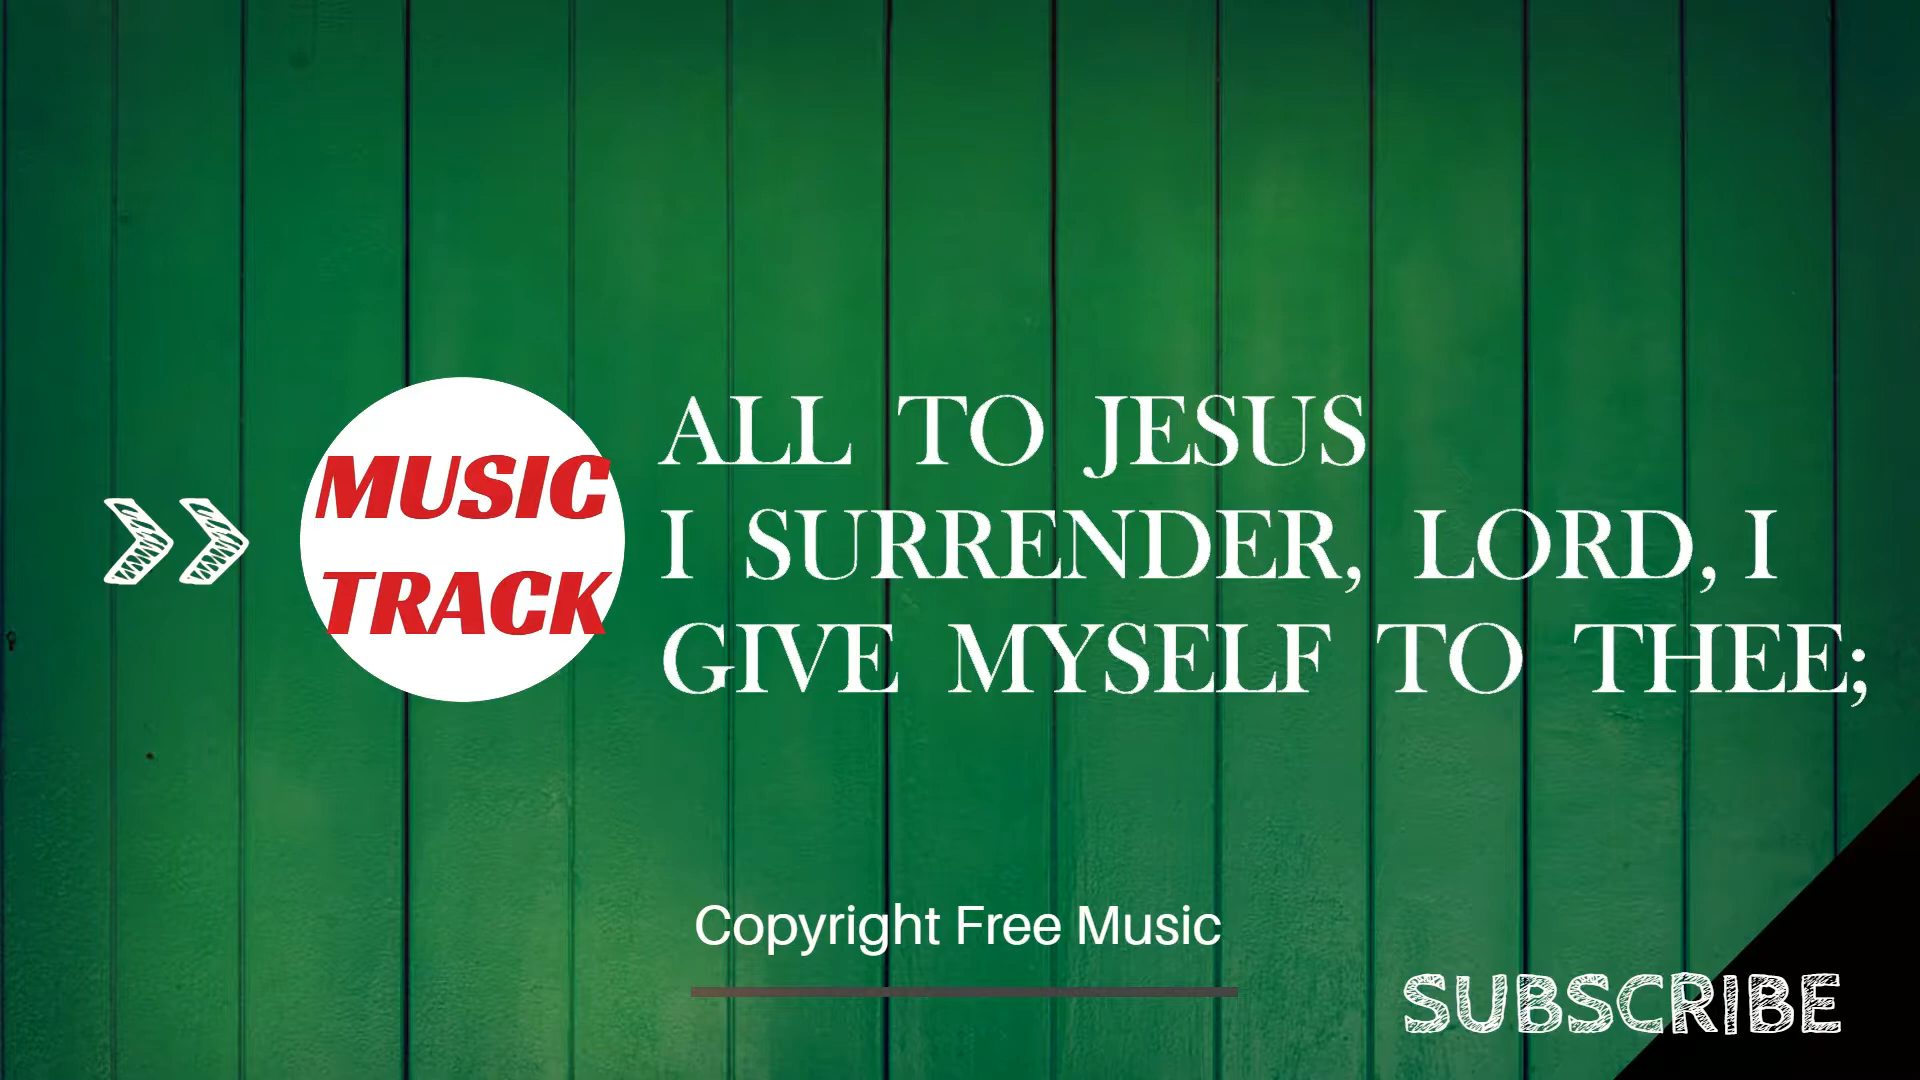 MUSIC
TRACK
ALL TO JESUS
I SURRENDER, LORD, I
GIVE MYSELF TO THEE;
Copyright Free Music
SUBSCRIBE